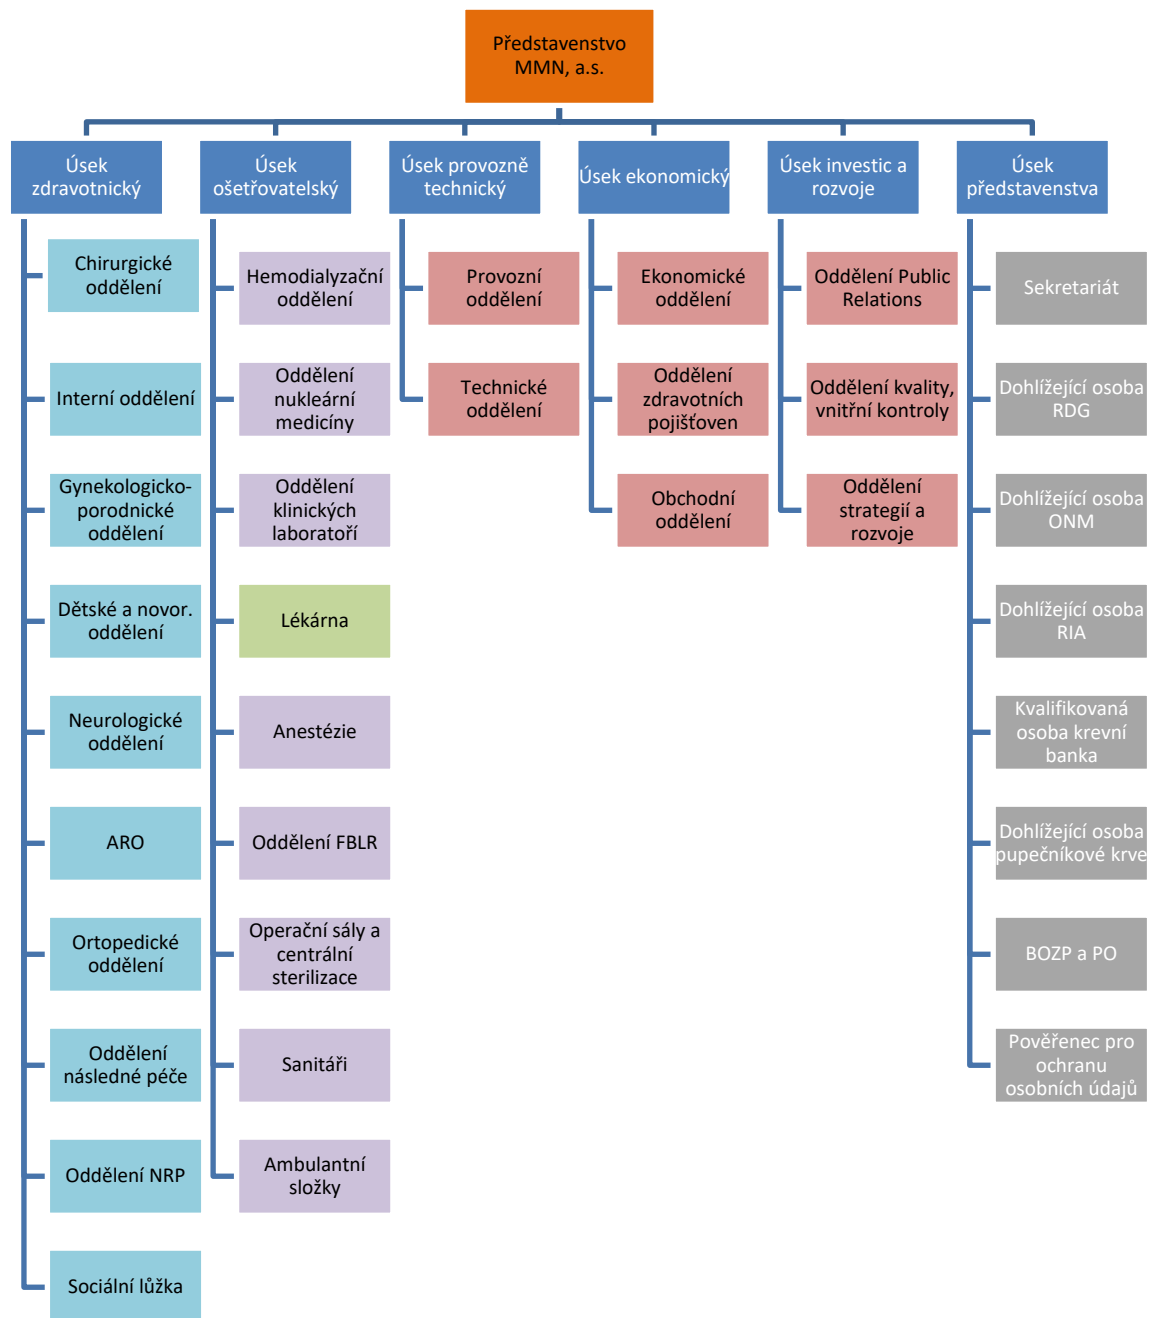 Představenstvo
MMN, a.s.
Úsek
zdravotnický
Úsek
ošetřovatelský
Úsek provozně
technický
Úsek ekonomický
Úsek investic a
rozvoje
Úsek
představenstva
Chirurgické
oddělení
Interní oddělení
Gynekologicko-
porodnické
oddělení
Dětské a novor.
oddělení
Neurologické
oddělení
ARO
Ortopedické
oddělení
Oddělení
následné péče
Oddělení NRP
Sociální lůžka
Hemodialyzační
oddělení
Oddělení
nukleární
medicíny
Oddělení
klinických
laboratoří
Lékárna
Anestézie
Oddělení FBLR
Operační sály a
centrální
sterilizace
Sanitáři
Ambulantní
složky
Provozní
oddělení
Technické
oddělení
Ekonomické
oddělení
Oddělení
zdravotních
pojišťoven
Obchodní
oddělení
Oddělení Public
Relations
Oddělení kvality,
vnitřní kontroly
Oddělení
strategií a
rozvoje
Sekretariát
Dohlížející osoba
RDG
Dohlížející osoba
ONM
Dohlížející osoba
RIA
Kvalifikovaná
osoba krevní
banka
Dohlížející osoba
pupečníkové krve
BOZP a PO
Pověřenec pro
ochranu
osobních údajů